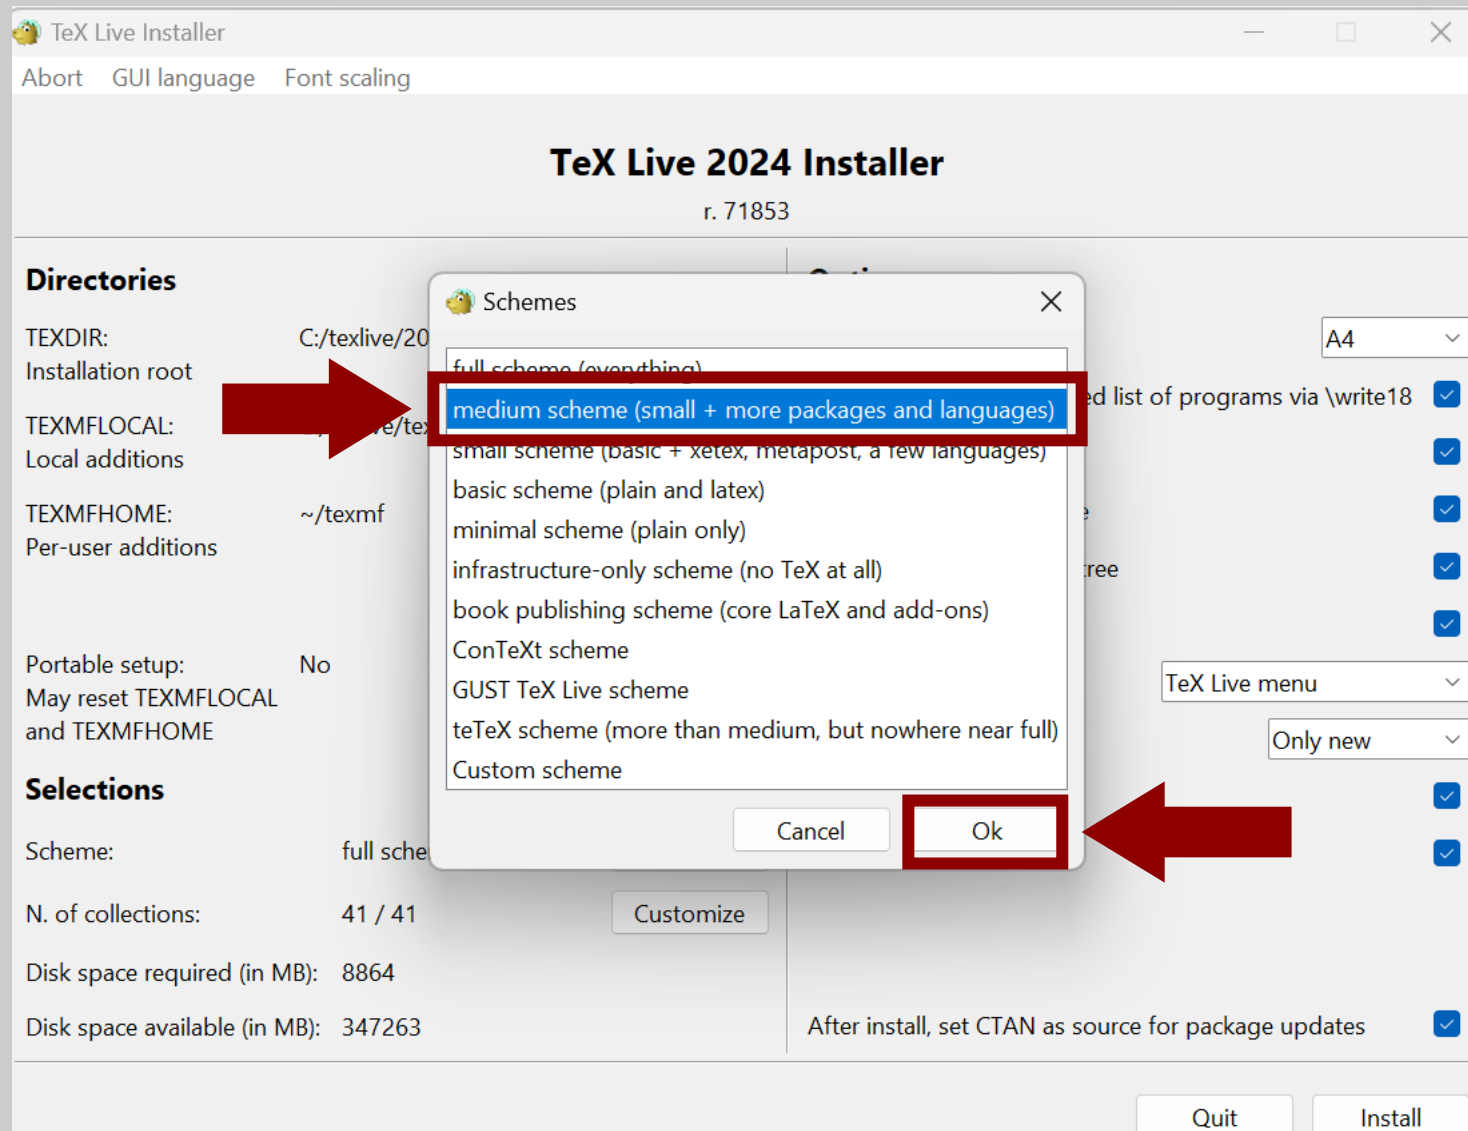 TeX Live Installer
Abort GUI language Font scaling
TeX Live 2024 Installer
r. 71853
Directories
TEXDIR: C:/texlive/20
Installation root
TEXMFLOCAL:
Local additions
TEXMFHOME: ~/texmf
Per-user additions
Portable setup: No
May reset TEXMFLOCAL
and TEXMFHOME
Selections
Scheme: full sche
N. of collections: 41 / 41 Customize
Disk space required (in MB): 8864
Disk space available (in MB): 347263
Schemes
full scheme (everything)
medium scheme (small + more packages and languages)
small scheme (basic + xetex, metapost, a few languages)
basic scheme (plain and latex)
minimal scheme (plain only)
infrastructure-only scheme (no TeX at all)
book publishing scheme (core LaTeX and add-ons)
ConTeXt scheme
GUST TeX Live scheme
teTeX scheme (more than medium, but nowhere near full)
Custom scheme
Cancel Ok
A4
ed list of programs via \write18
TeX Live menu
Only new
After install, set CTAN as source for package updates
Quit Install